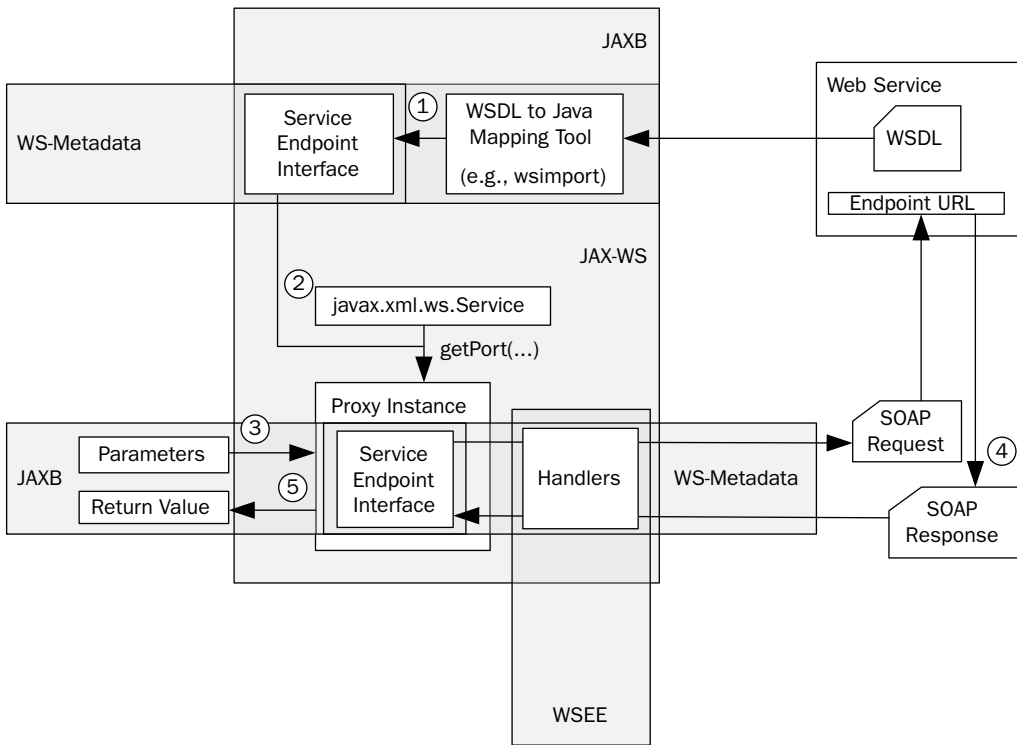 JAXB
Web Service
WSDL
Endpoint URL
WS-Metadata
Service
Endpoint
Interface
1
WSDL to Java
Mapping Tool
(e.g., wsimport)
JAX-WS
2
javax.xml.ws.Service
getPort(...)
Proxy Instance
JAXB
Parameters
3
Return Value
5
Service
Endpoint
Interface
Handlers
WS-Metadata
SOAP
Request
4
SOAP
Response
WSEE